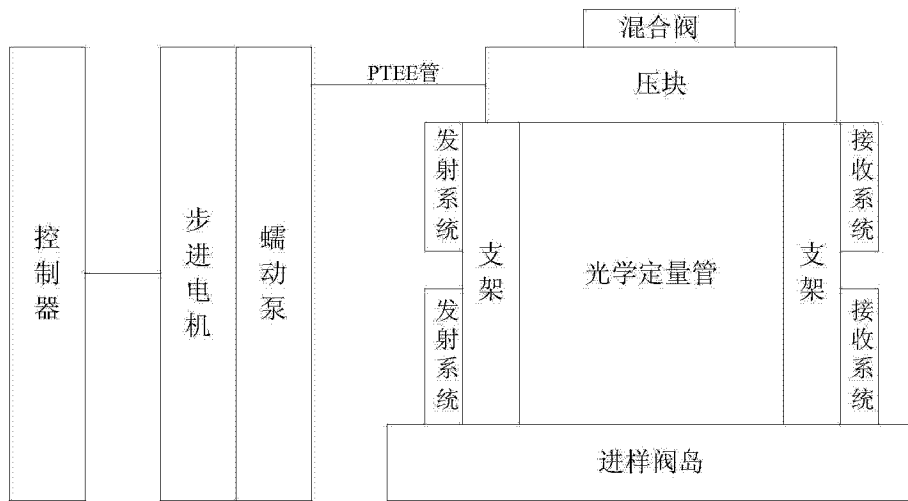 混合阀
PTEE管
压块
控制器
步进电机
蠕动泵
发射系统
支架
光学定量管
支架
接收系统
发射系统
接收系统
进样阀岛